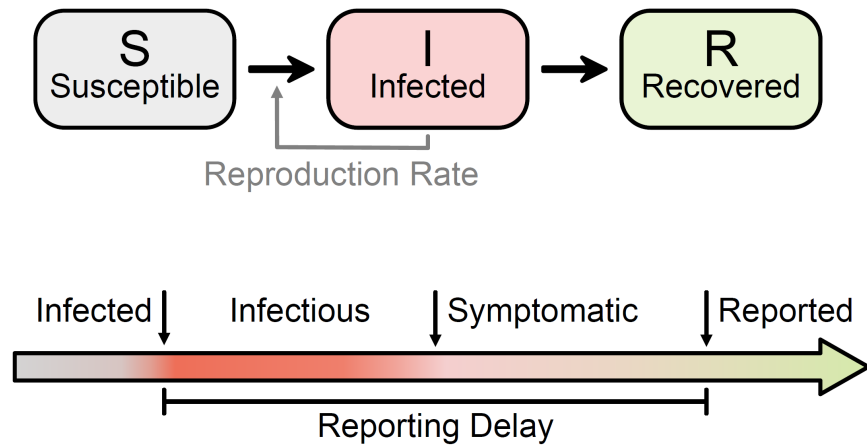 S
Susceptible
I
Infected
R
Recovered
Reproduction Rate
Infected
Infectious
Symptomatic
Reported
Reporting Delay